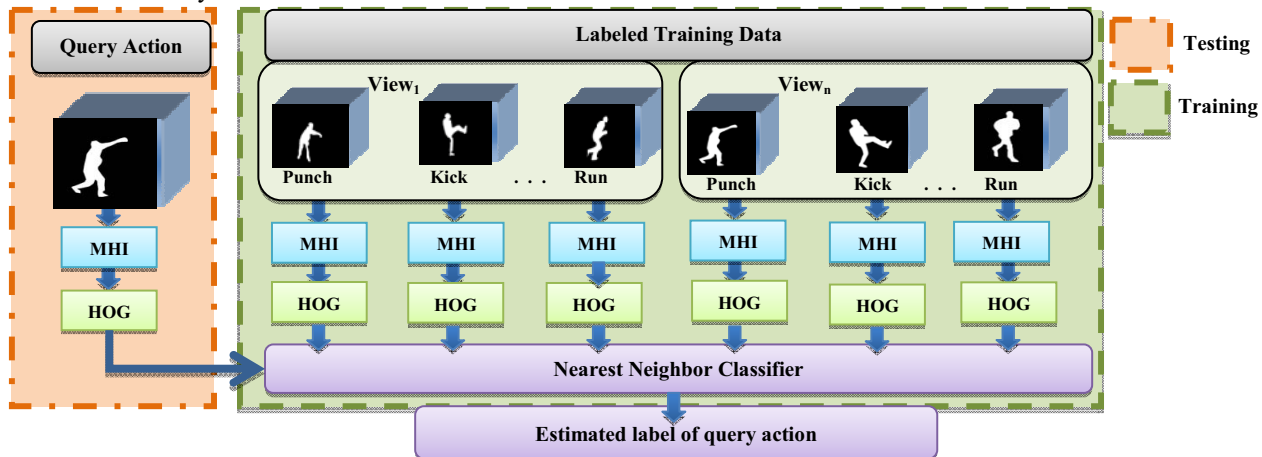 y
Query Action
Labeled Training Data
Testing
Training
View1
Viewn
Punch
Kick
. . .
Run
Punch
Kick
. . .
Run
MHI
MHI
MHI
MHI
MHI
MHI
MHI
HOG
HOG
HOG
HOG
HOG
HOG
HOG
Nearest Neighbor Classifier
Estimated label of query action